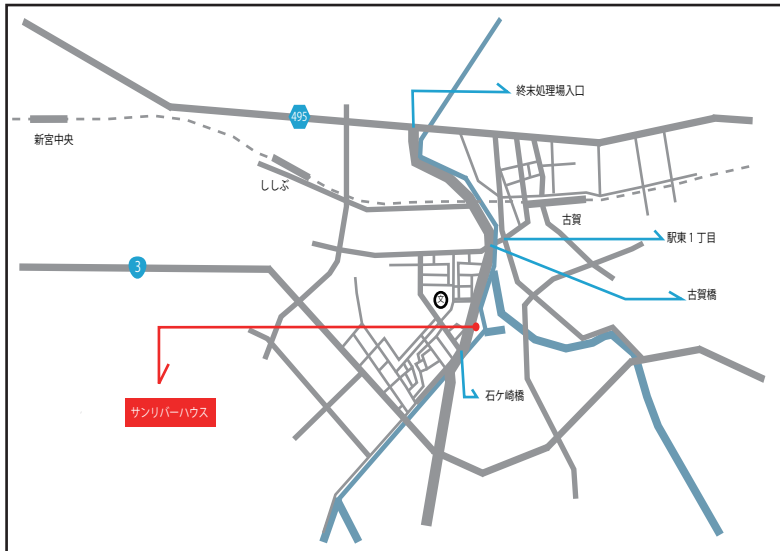 終末処理場入口
495
新宮中央
ししぶ
古賀
駅東1丁目
3
古賀橋
文
石ケ崎橋
サンリバーハウス